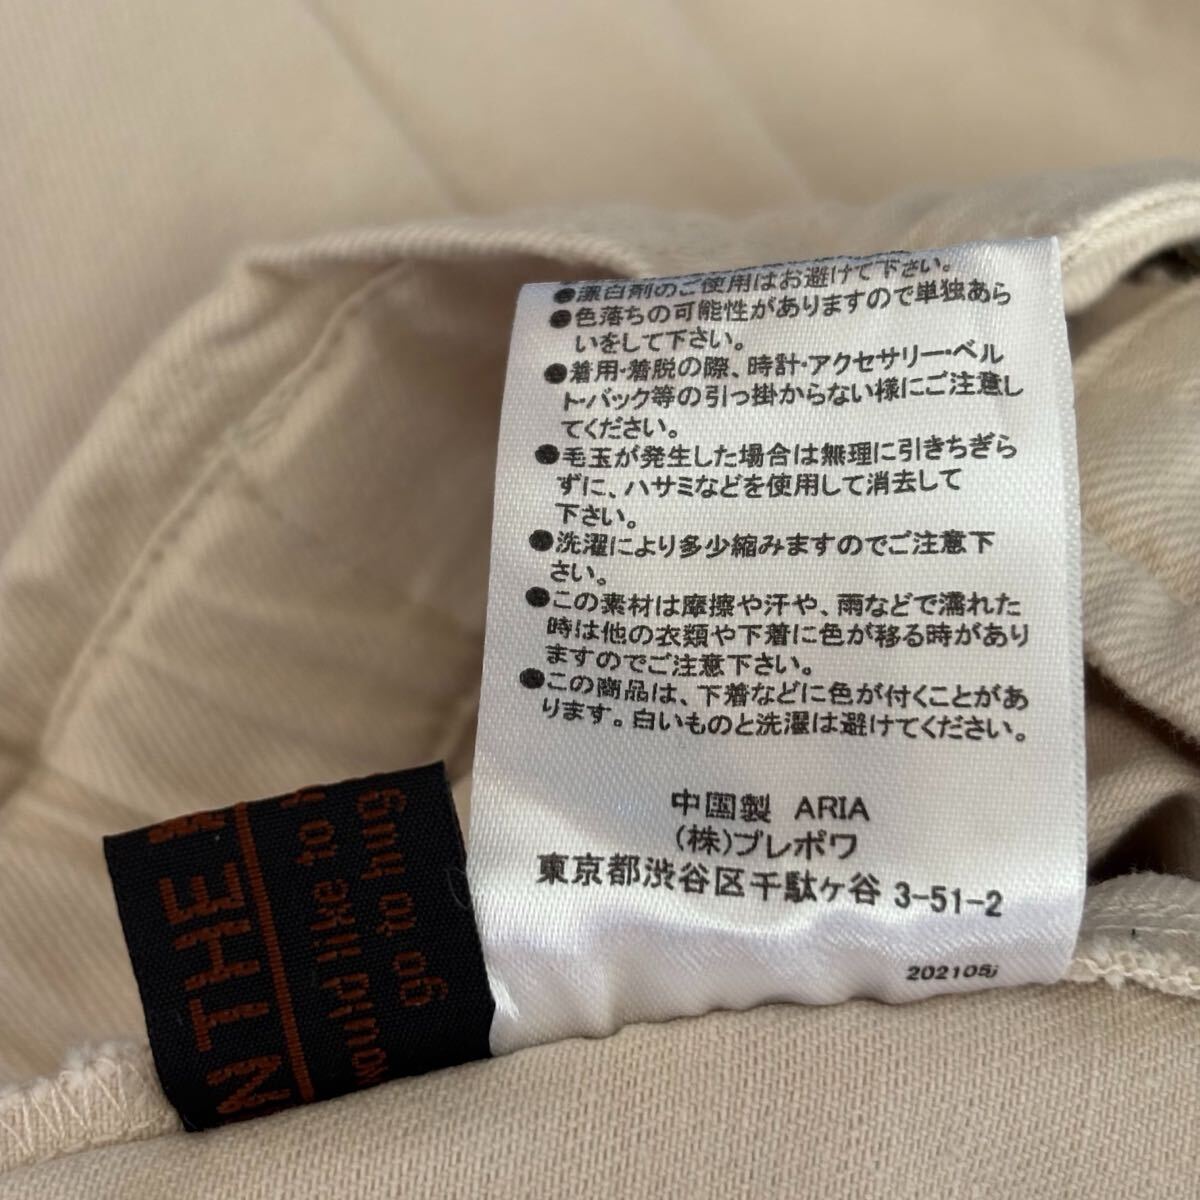 ●漂白剤のご使用はお避けて下さい。
●色落ちの可能性がありますので単独あら
いをして下さい。
●着用・着脱の際、時計・アクセサリー・ベル
ト・バック等の引っ掛からない様にご注意し
てください。
●毛玉が発生した場合は無理に引きちぎら
ずに、ハサミなどを使用して消去して
下さい。
●洗濯により多少縮みますのでご注意下
さい。
●この素材は摩擦や汗や、雨などで濡れた
時は他の衣類や下着に色が移る時があり
ますのでご注意下さい。
●この商品は、下着などに色が付くことがあ
ります。白いものと洗濯は避けてください。
中国製 ARIA
(株)プレポワ
東京都渋谷区千駄ヶ谷 3-51-2
202105j
THE
would like to
go to hug